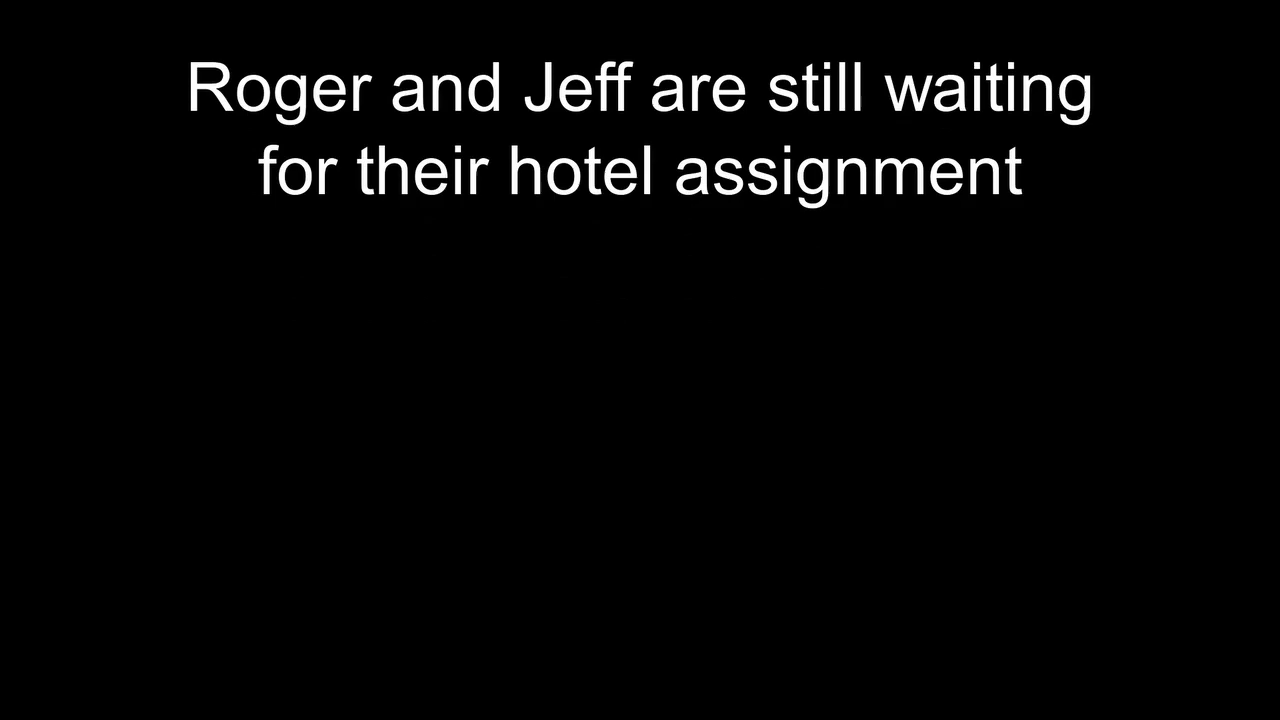 Roger and Jeff are still waiting
for their hotel assignment